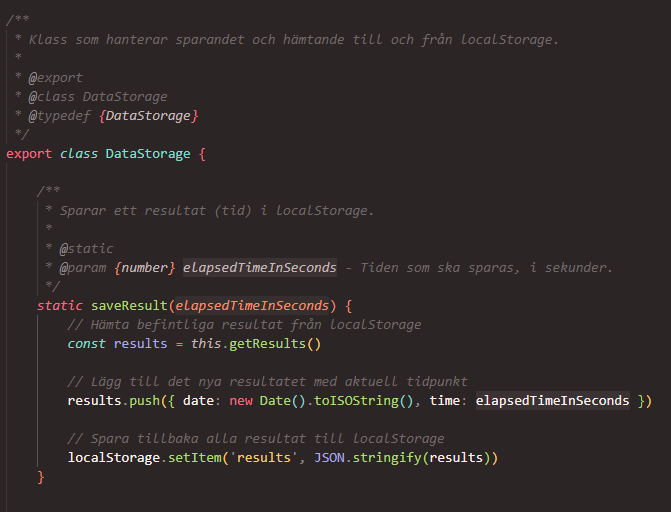 /**
 * Klass som hanterar sparandet och hämtande till och från localStorage.
 *
 * @export
 * @class DataStorage
 * @typedef {DataStorage}
 */
export class DataStorage {
    /**
     * Sparar ett resultat (tid) i localStorage.
     *
     * @static
     * @param {number} elapsedTimeInSeconds - Tiden som ska sparas, i sekunder.
     */
    static saveResult(elapsedTimeInSeconds) {
        // Hämta befintliga resultat från localStorage
        const results = this.getResults()
        // Lägg till det nya resultatet med aktuell tidpunkt
        results.push({ date: new Date().toISOString(), time: elapsedTimeInSeconds })
        // Spara tillbaka alla resultat till localStorage
        localStorage.setItem('results', JSON.stringify(results))
    }